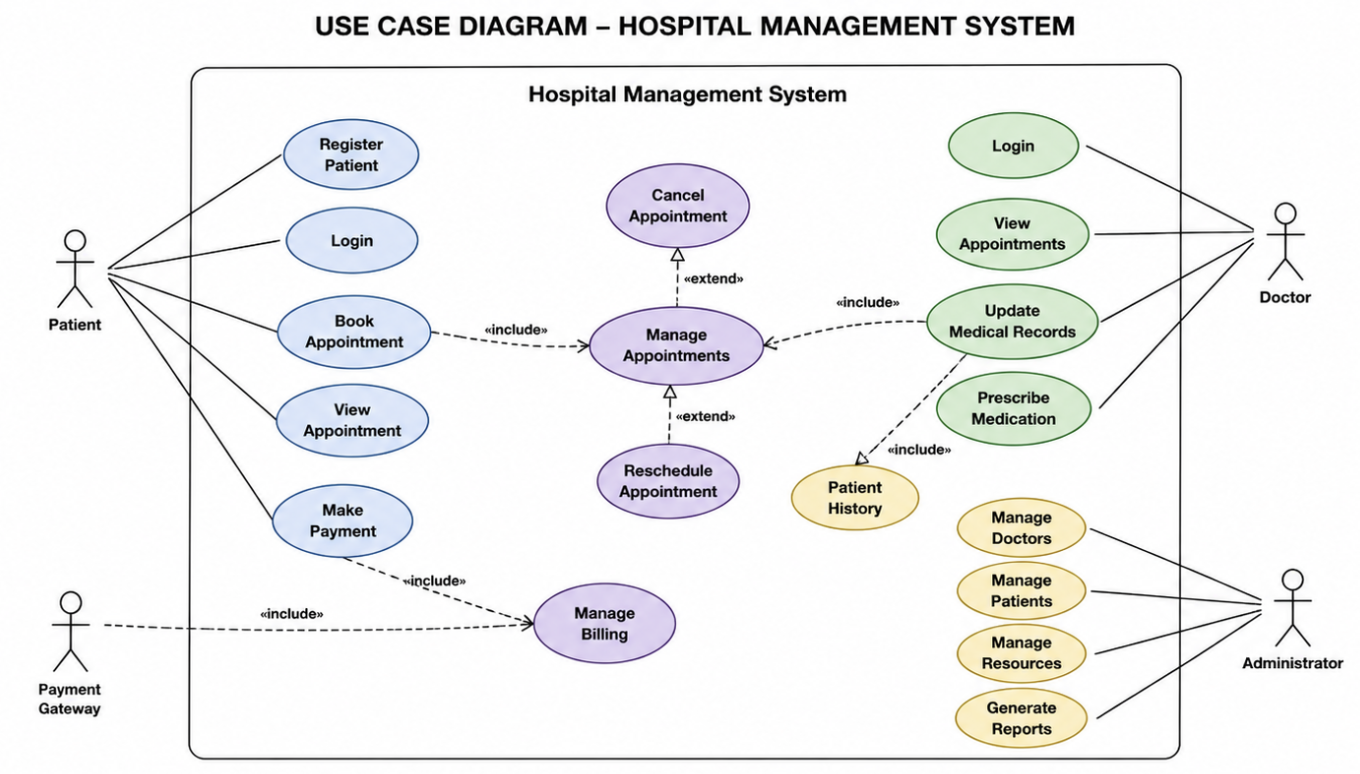 USE CASE DIAGRAM – HOSPITAL MANAGEMENT SYSTEM
Hospital Management System
Register
Patient
Login
Book
Appointment
View
Appointment
Make
Payment
Patient
Payment
Gateway
«include»
«include»
«include»
Cancel
Appointment
«extend»
Manage
Appointments
«extend»
Reschedule
Appointment
Manage
Billing
«include»
«include»
Patient
History
Login
View
Appointments
Update
Medical Records
Prescribe
Medication
Doctor
Manage
Doctors
Manage
Patients
Manage
Resources
Generate
Reports
Administrator